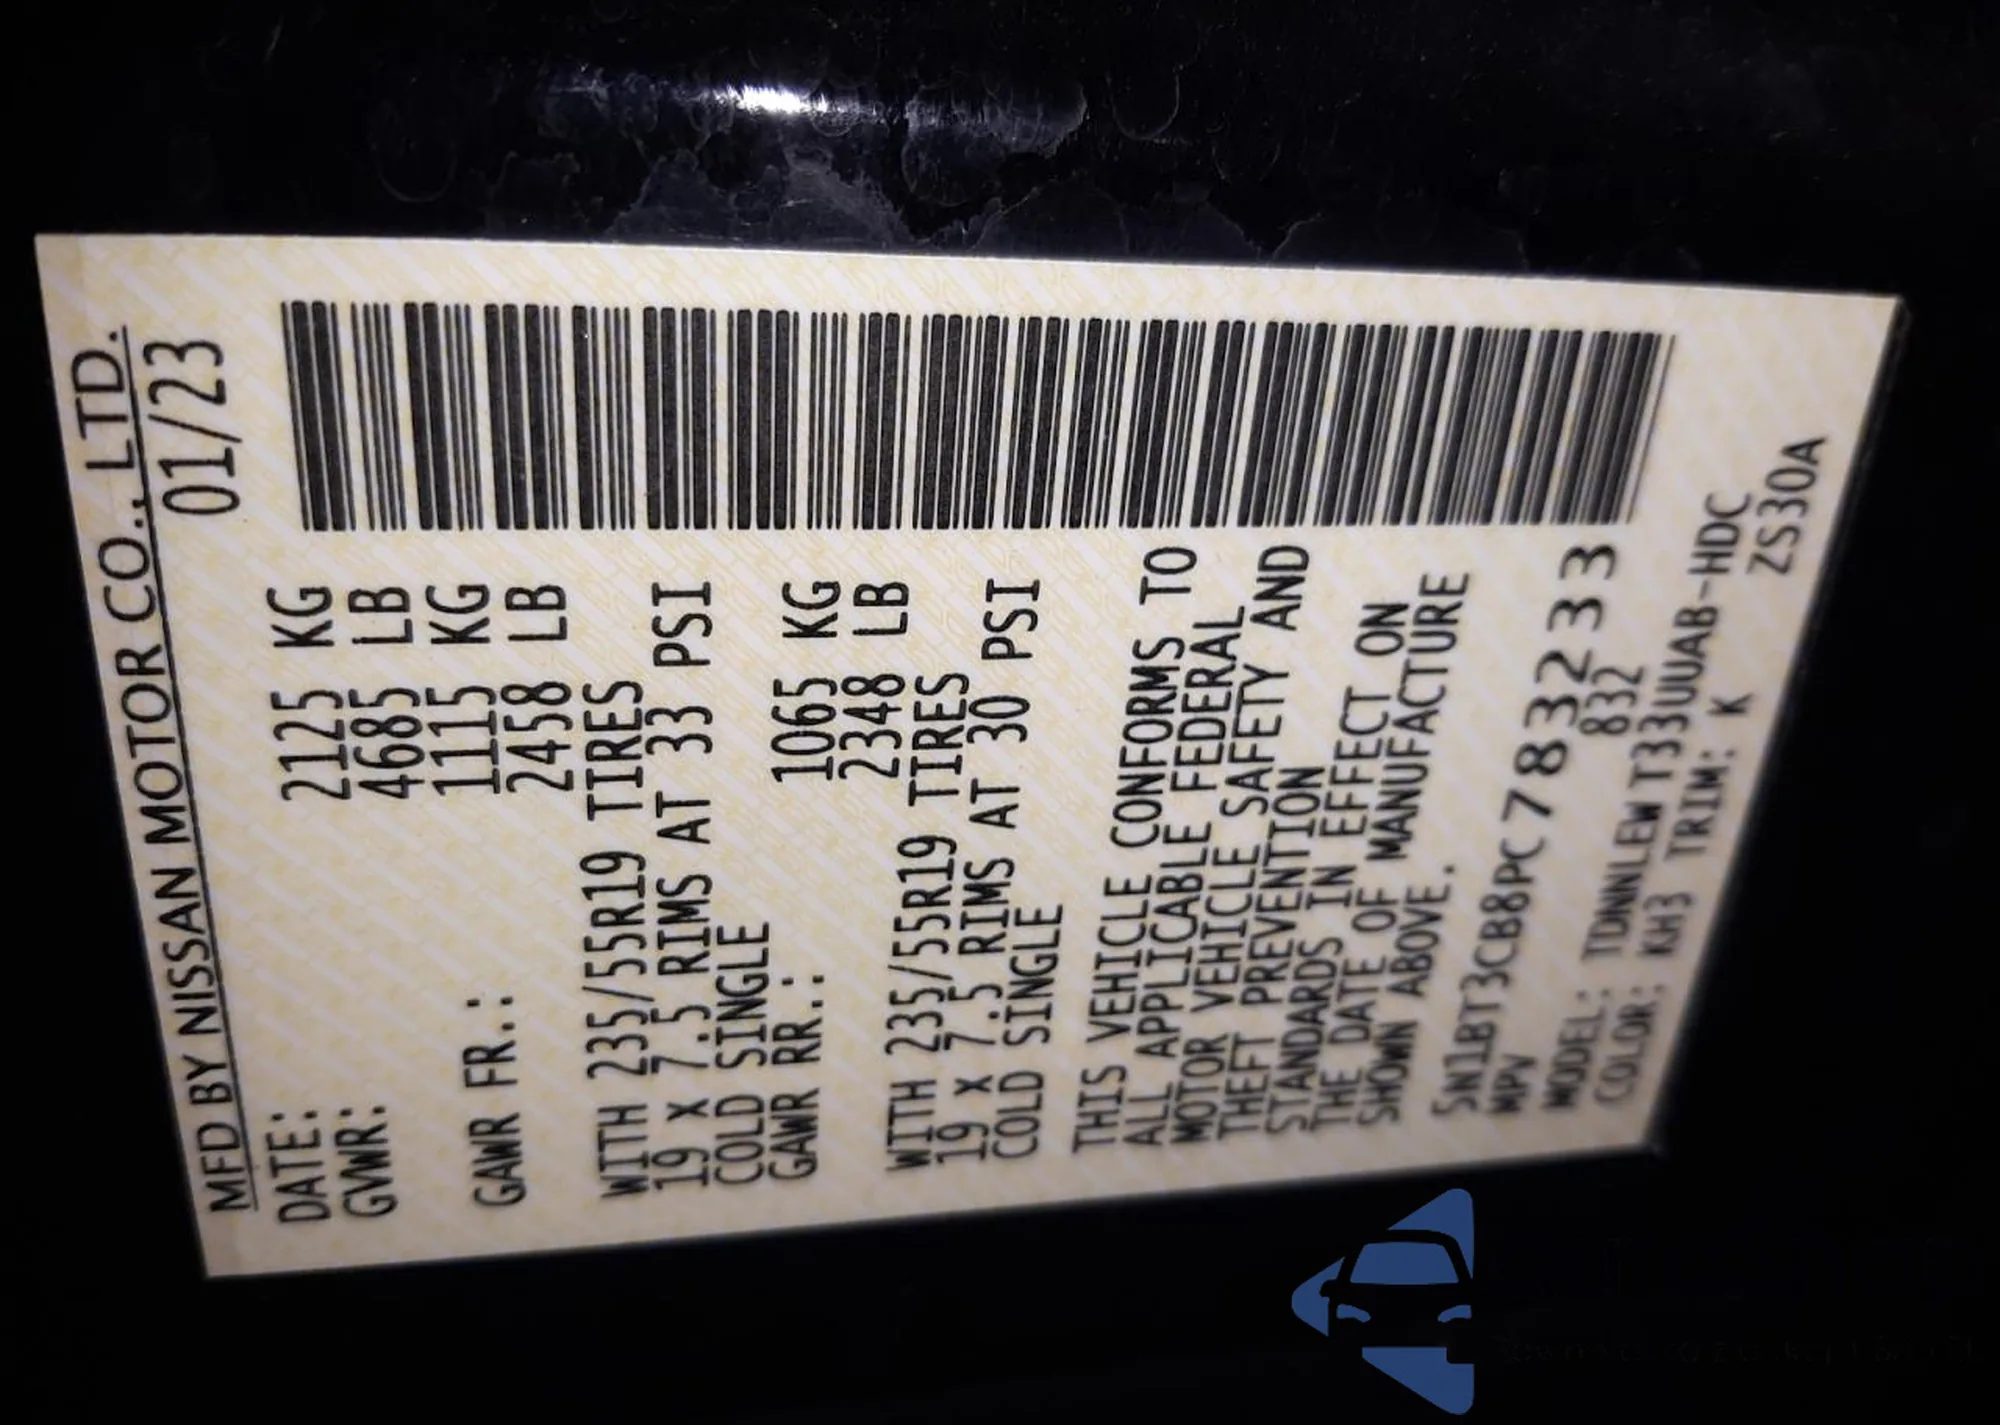 MFD BY NISSAN MOTOR CO., LTD.
DATE: 01/23
GVWR: 2125 KG
4685 LB
GAWR FR.: 1115 KG
2458 LB
WITH 235/55R19 TIRES
19 X 7.5 RIMS AT 33 PSI
COLD SINGLE
GAWR RR.: 1065 KG
2348 LB
WITH 235/55R19 TIRES
19 X 7.5 RIMS AT 30 PSI
COLD SINGLE
THIS VEHICLE CONFORMS TO
ALL APPLICABLE FEDERAL
MOTOR VEHICLE SAFETY AND
THEFT PREVENTION
STANDARDS IN EFFECT ON
THE DATE OF MANUFACTURE
SHOWN ABOVE.
5N1BT3CB8PC783233
MPV 832
MODEL: TDNNLEW T33UUAB-HDC
COLOR: KH3 TRIM: K ZS30A